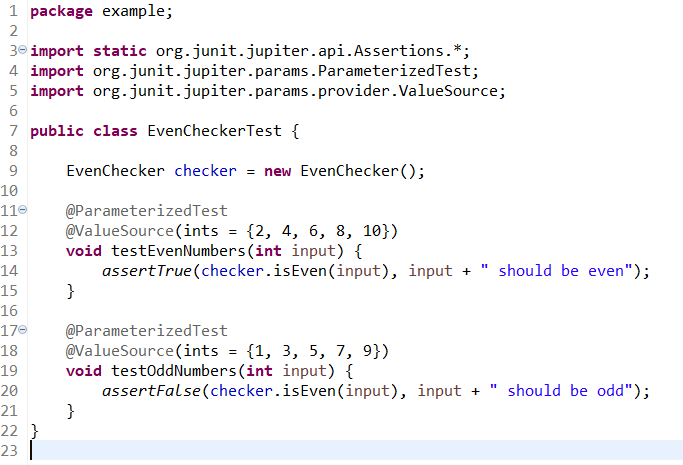 1 package example;
2
3 import static org.junit.jupiter.api.Assertions.*;
4 import org.junit.jupiter.params.ParameterizedTest;
5 import org.junit.jupiter.params.provider.ValueSource;
6
7 public class EvenCheckerTest {
8
9     EvenChecker checker = new EvenChecker();
10
11     @ParameterizedTest
12     @ValueSource(ints = {2, 4, 6, 8, 10})
13     void testEvenNumbers(int input) {
14         assertTrue(checker.isEven(input), input + " should be even");
15     }
16
17     @ParameterizedTest
18     @ValueSource(ints = {1, 3, 5, 7, 9})
19     void testOddNumbers(int input) {
20         assertFalse(checker.isEven(input), input + " should be odd");
21     }
22 }
23